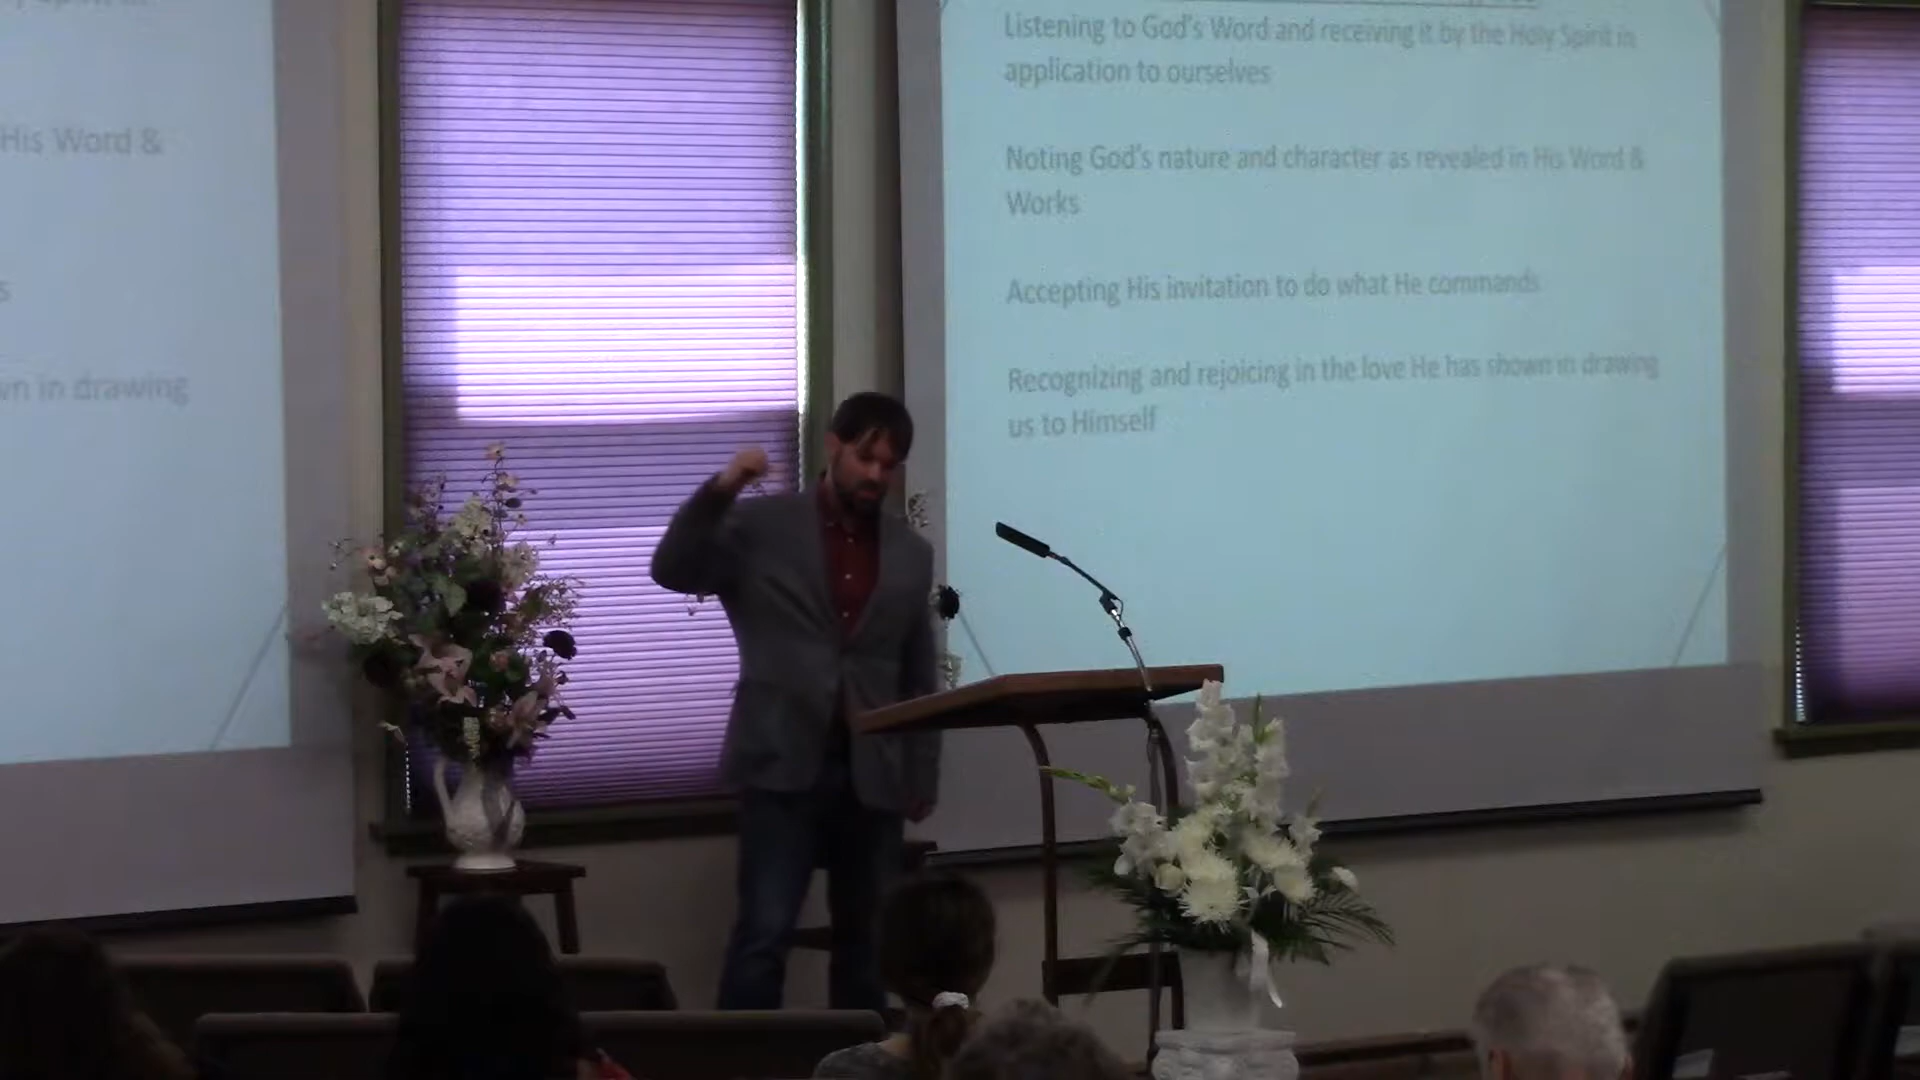 His Word &
s
wn in drawing
Listening to God's Word and receiving it by the Holy Spirit in
application to ourselves
Noting God's nature and character as revealed in His Word &
Works
Accepting His invitation to do what He commands
Recognizing and rejoicing in the love He has shown in drawing
us to Himself